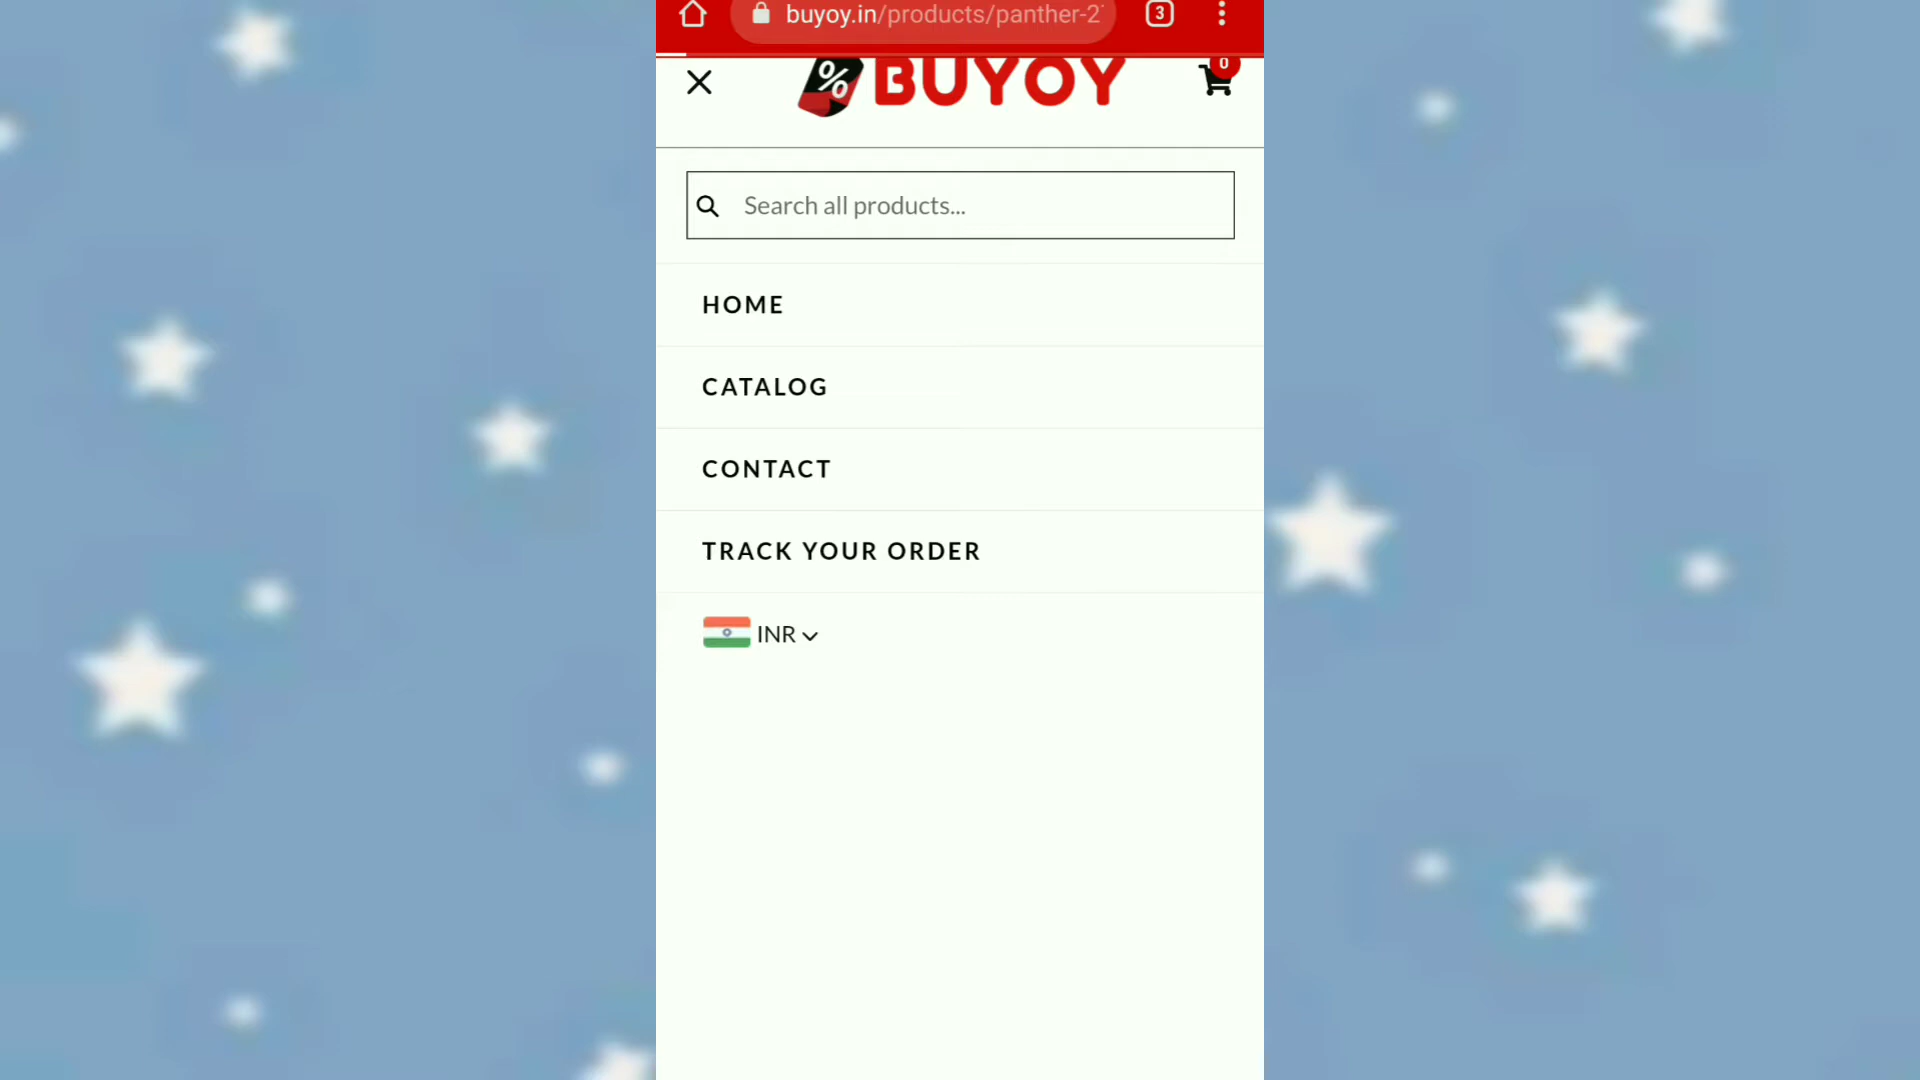 buyoy.in/products/panther-2
3
% BUYOY
0
Search all products...
HOME
CATALOG
CONTACT
TRACK YOUR ORDER
INR